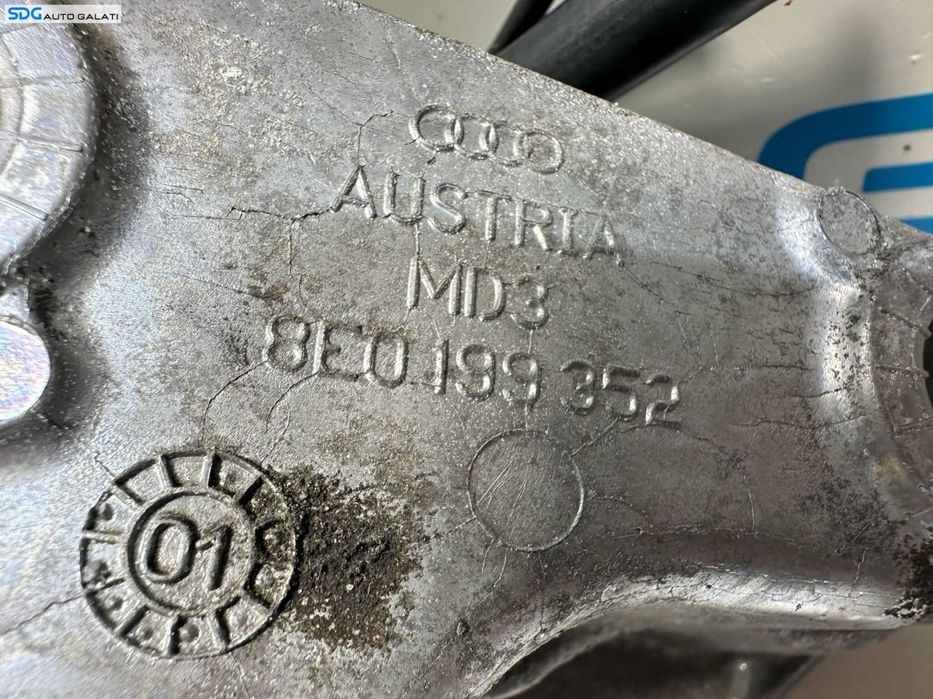 SDG AUTO GALATI
AUSTRIA
MD3
8E0 199 352
01